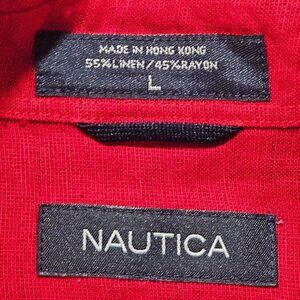 MADE IN HONG KONG
55% LINEN / 45% RAYON
L
NAUTICA